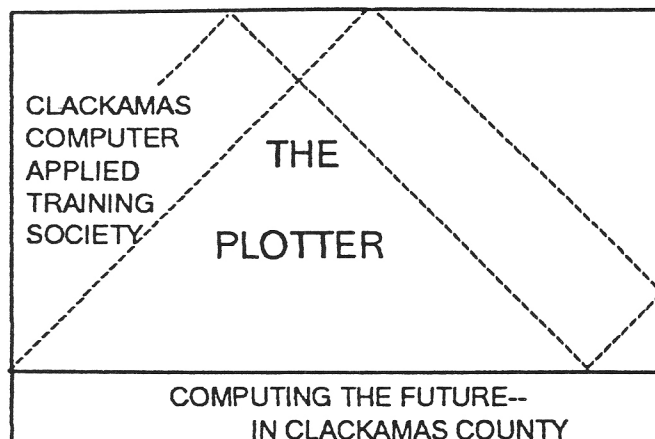 CLACKAMAS
COMPUTER
APPLIED
TRAINING
SOCIETY
THE
PLOTTER
COMPUTING THE FUTURE--
IN CLACKAMAS COUNTY